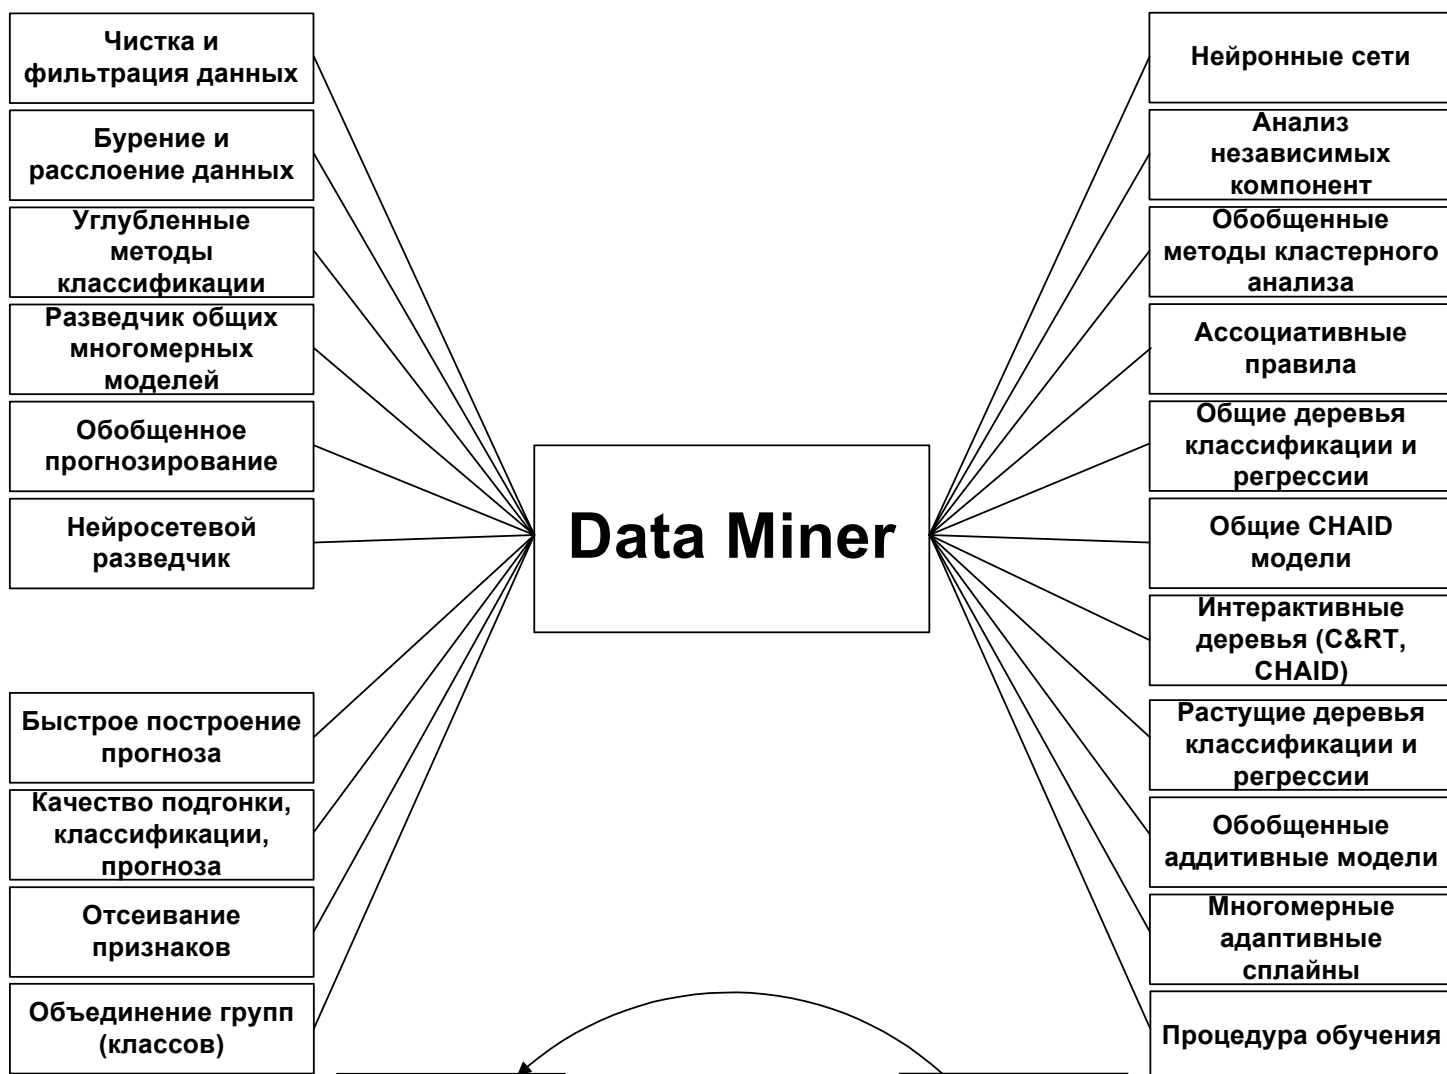 Чистка и
фильтрация данных
Бурение и
расслоение данных
Углубленные
методы
классификации
Разведчик общих
многомерных
моделей
Обобщенное
прогнозирование
Нейросетевой
разведчик
Быстрое построение
прогноза
Качество подгонки,
классификации,
прогноза
Отсеивание
признаков
Объединение групп
(классов)
Data Miner
Нейронные сети
Анализ
независимых
компонент
Обобщенные
методы кластерного
анализа
Ассоциативные
правила
Общие деревья
классификации и
регрессии
Общие CHAID
модели
Интерактивные
деревья (C&RT,
CHAID)
Растущие деревья
классификации и
регрессии
Обобщенные
аддитивные модели
Многомерные
адаптивные
сплайны
Процедура обучения